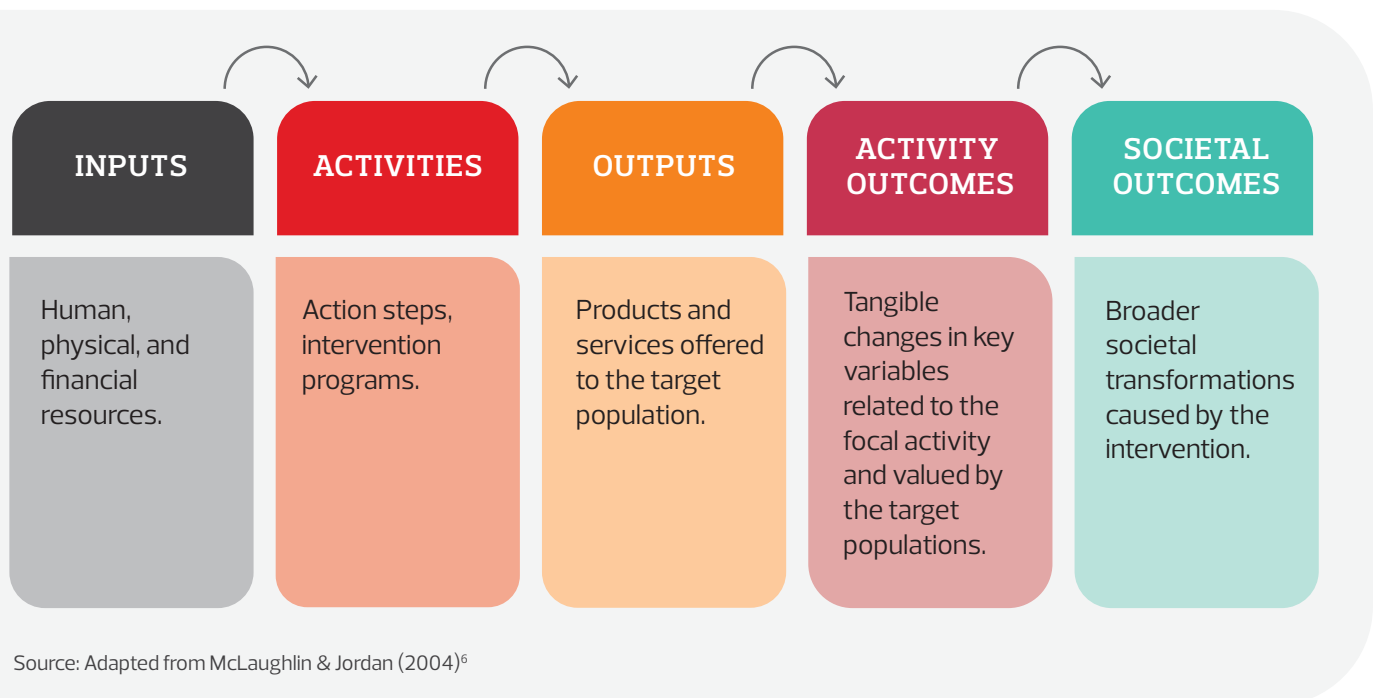 INPUTS
Human,
physical, and
financial
resources.
ACTIVITIES
Action steps,
intervention
programs.
OUTPUTS
Products and
services offered
to the target
population.
ACTIVITY
OUTCOMES
Tangible
changes in key
variables
related to the
focal activity
and valued by
the target
populations.
SOCIETAL
OUTCOMES
Broader
societal
transformations
caused by the
intervention.
Source: Adapted from McLaughlin & Jordan (2004)⁶